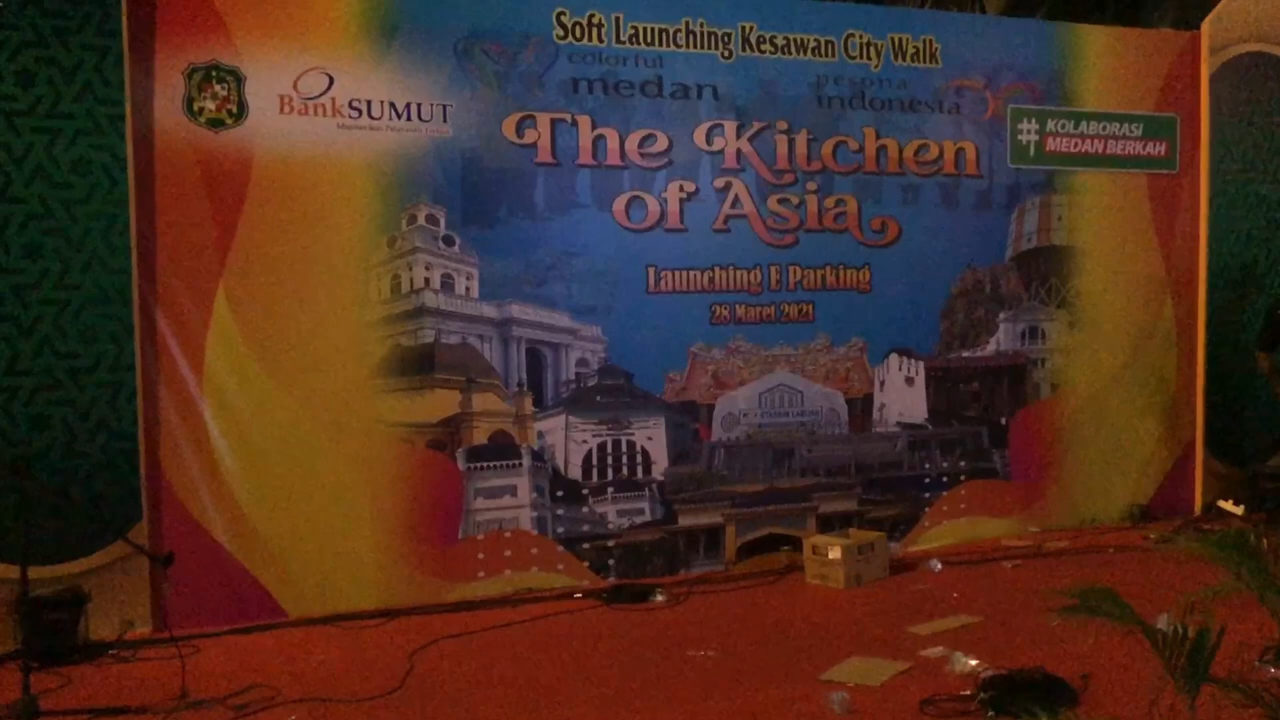 Soft Launching Kesawan City Walk
colorful
medan
pesona
indonesia
BankSUMUT
# KOLABORASI
MEDAN BERKAH
The Kitchen
of Asia
Launching E Parking
28 Maret 2021